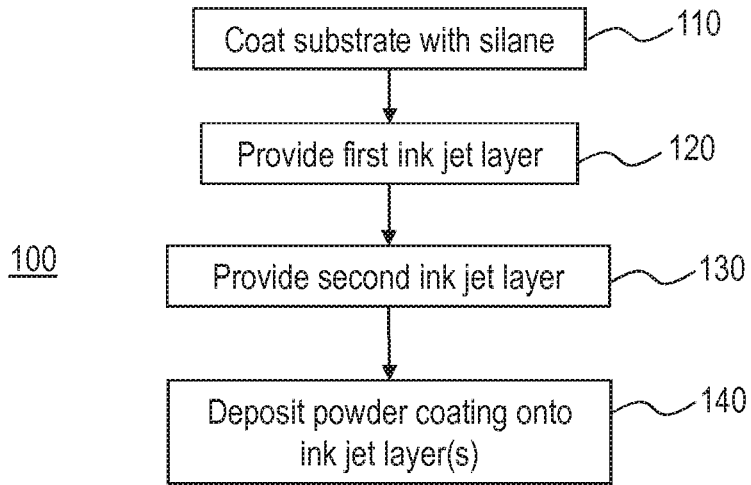 Coat substrate with silane
110
Provide first ink jet layer
120
100
Provide second ink jet layer
130
Deposit powder coating onto
ink jet layer(s)
140